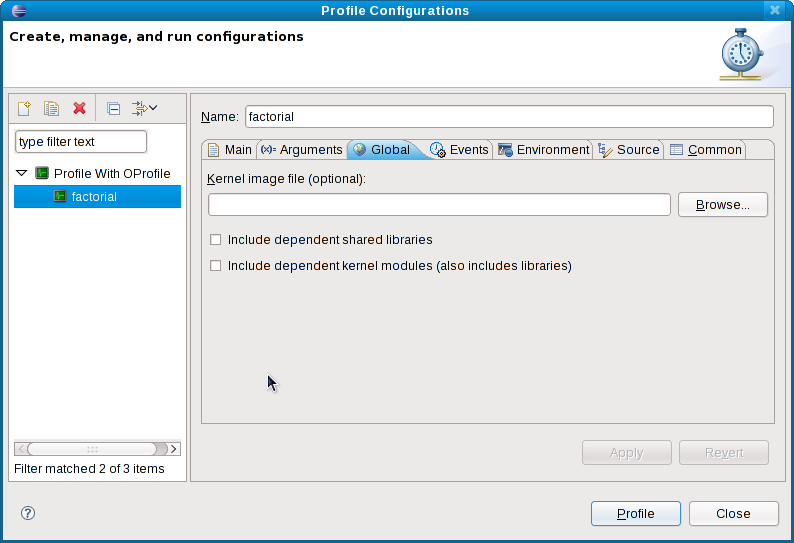 Profile Configurations
Create, manage, and run configurations
type filter text
Profile With OProfile
factorial
Filter matched 2 of 3 items
Name: factorial
Main (x)= Arguments Global Events Environment Source Common
Kernel image file (optional):
Browse...
Include dependent shared libraries
Include dependent kernel modules (also includes libraries)
Apply Revert
? Profile Close